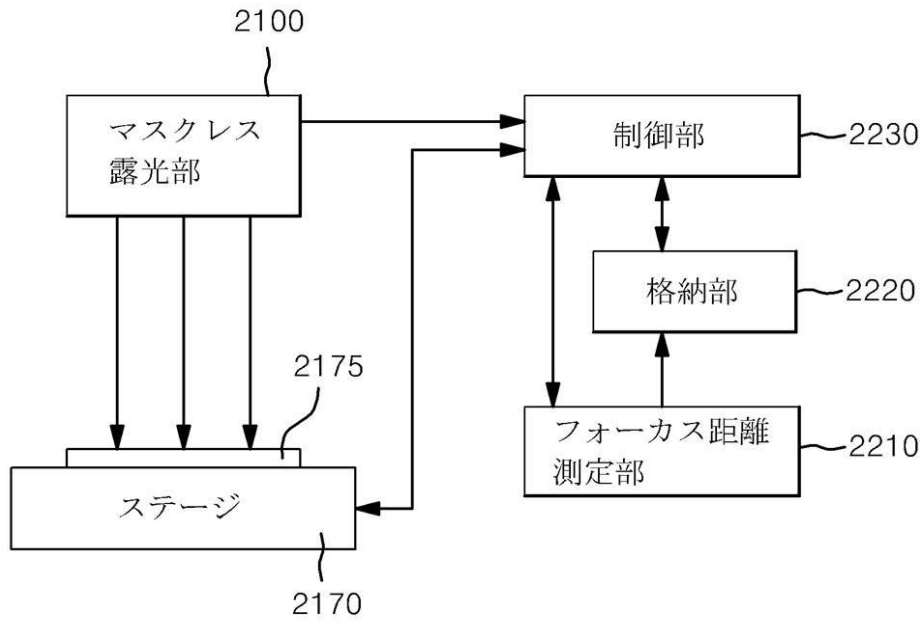 2100
マスクレス
露光部
制御部
2230
格納部
2220
2175
フォーカス距離
測定部
2210
ステージ
2170